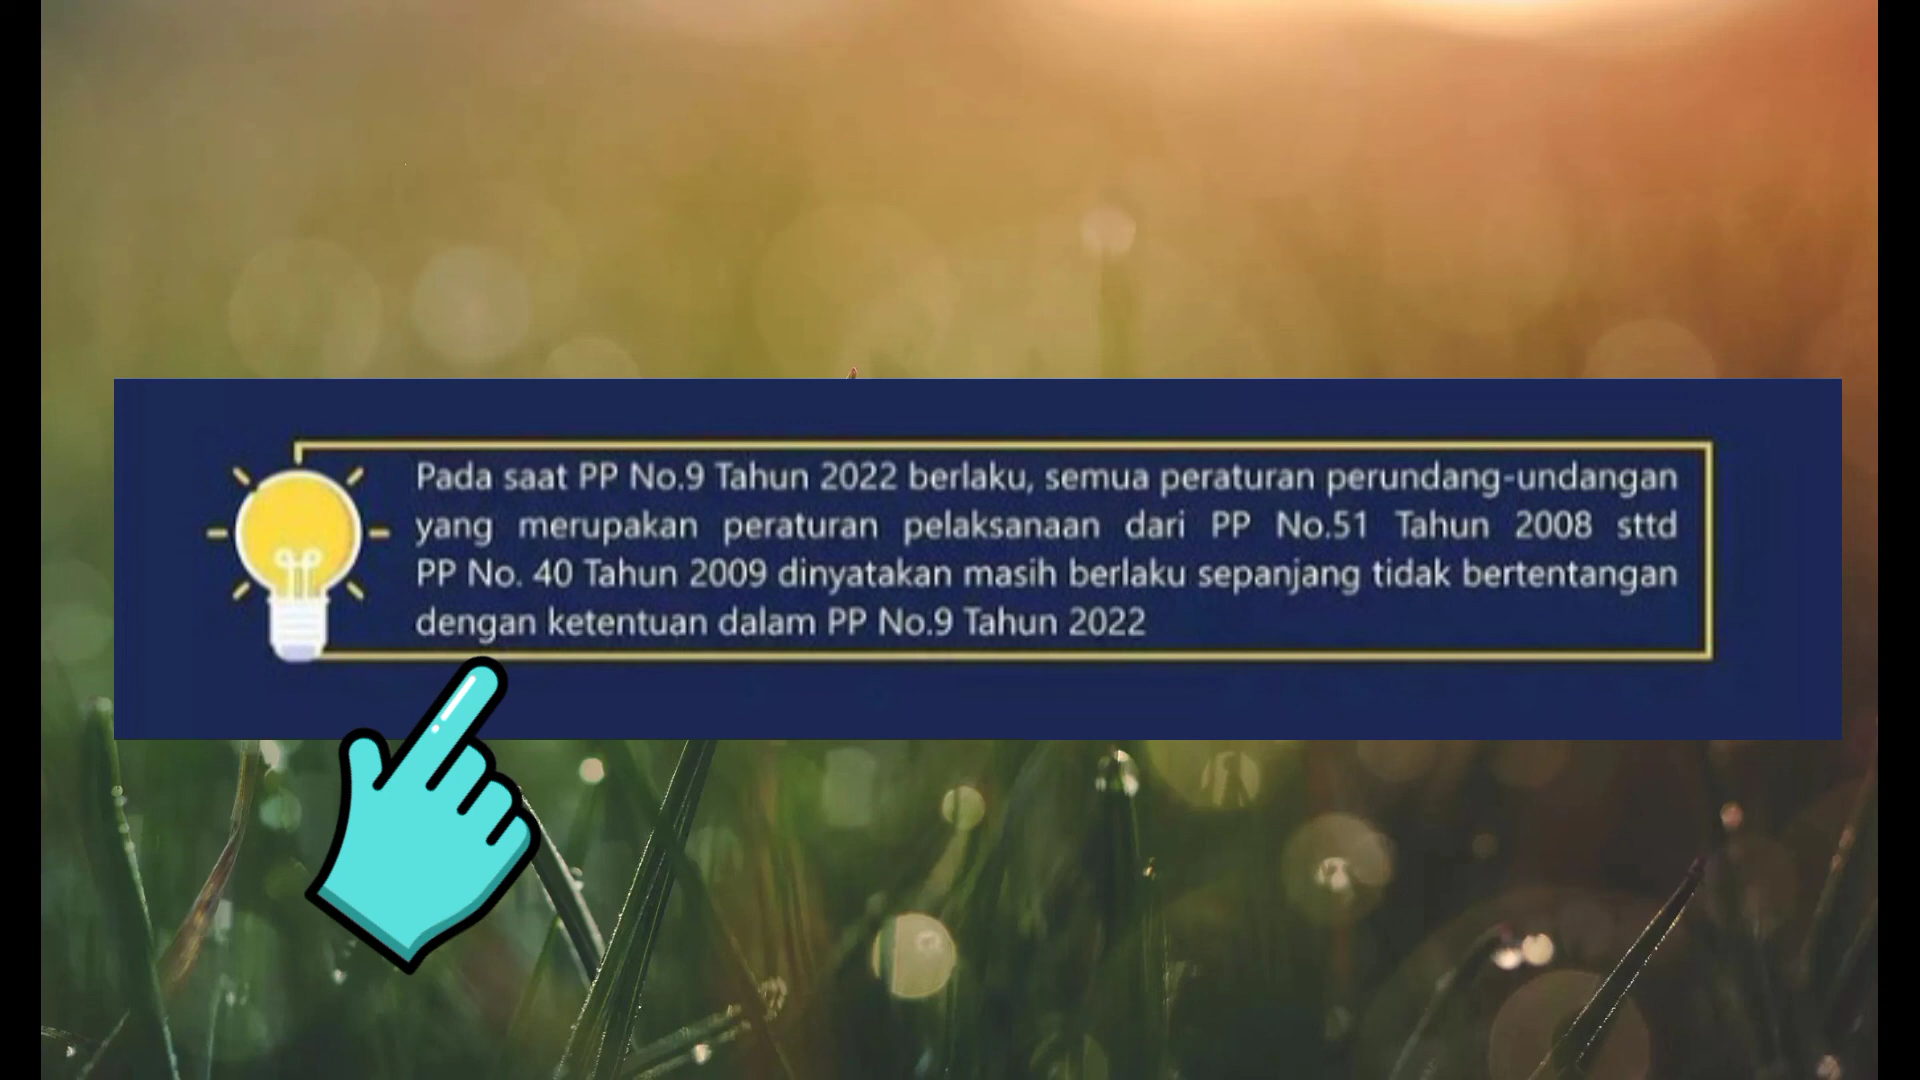 Pada saat PP No.9 Tahun 2022 berlaku, semua peraturan perundang-undangan
yang merupakan peraturan pelaksanaan dari PP No.51 Tahun 2008 sttd
PP No. 40 Tahun 2009 dinyatakan masih berlaku sepanjang tidak bertentangan
dengan ketentuan dalam PP No.9 Tahun 2022